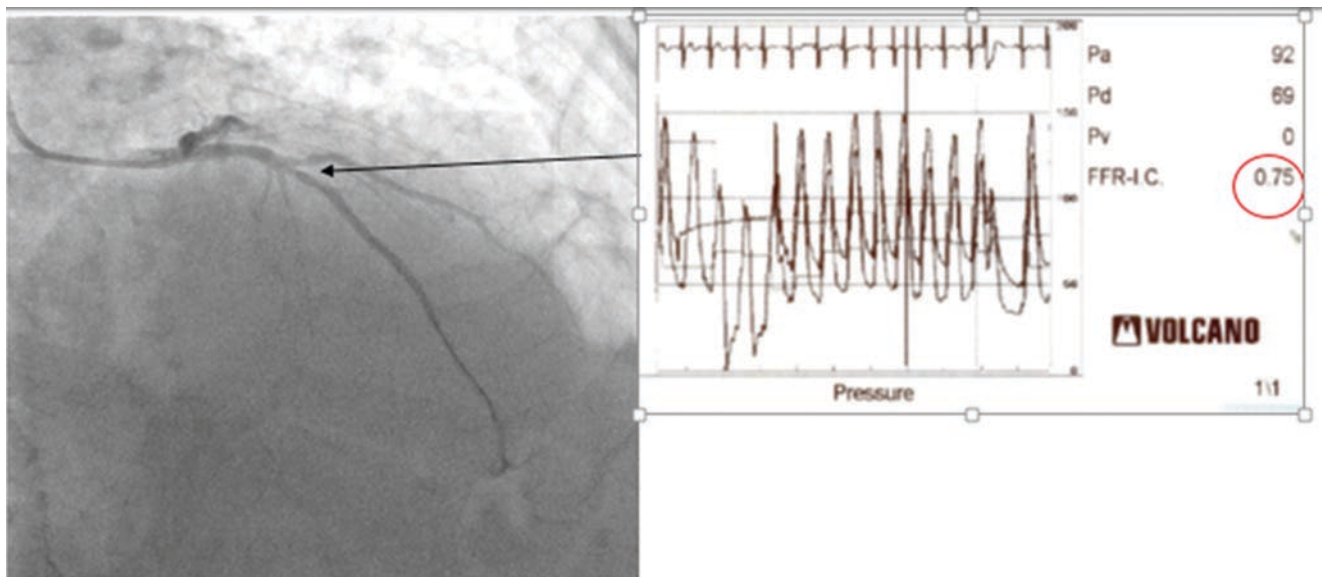 Pa 92
Pd 69
Pv 0
FFR-I.C. 0.75
VOLCANO
Pressure
1\1